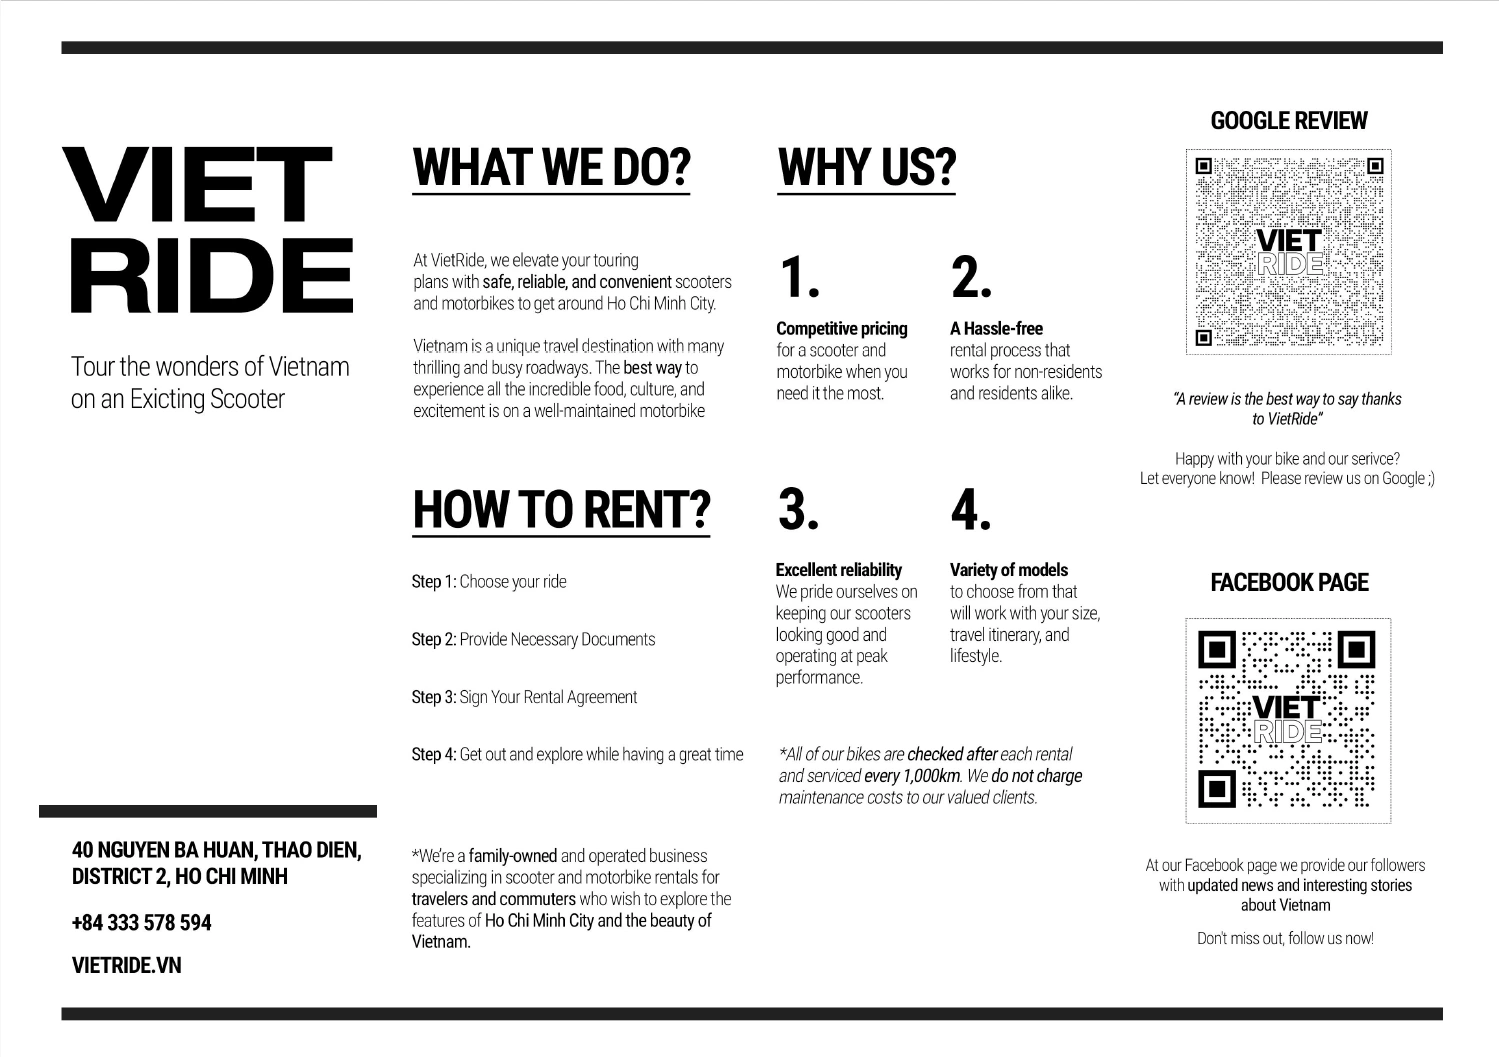 VIET
RIDE
Tour the wonders of Vietnam
on an Exicting Scooter
40 NGUYEN BA HUAN, THAO DIEN,
DISTRICT 2, HO CHI MINH
+84 333 578 594
VIETRIDE.VN
WHAT WE DO?
At VietRide, we elevate your touring
plans with safe, reliable, and convenient scooters
and motorbikes to get around Ho Chi Minh City.
Vietnam is a unique travel destination with many
thrilling and busy roadways. The best way to
experience all the incredible food, culture, and
excitement is on a well-maintained motorbike
HOW TO RENT?
Step 1: Choose your ride
Step 2: Provide Necessary Documents
Step 3: Sign Your Rental Agreement
Step 4: Get out and explore while having a great time
*We're a family-owned and operated business
specializing in scooter and motorbike rentals for
travelers and commuters who wish to explore the
features of Ho Chi Minh City and the beauty of
Vietnam.
WHY US?
1.
Competitive pricing
for a scooter and
motorbike when you
need it the most.
2.
A Hassle-free
rental process that
works for non-residents
and residents alike.
3.
Excellent reliability
We pride ourselves on
keeping our scooters
looking good and
operating at peak
performance.
4.
Variety of models
to choose from that
will work with your size,
travel itinerary, and
lifestyle.
*All of our bikes are checked after each rental
and serviced every 1,000km. We do not charge
maintenance costs to our valued clients.
GOOGLE REVIEW
VIET
RIDE
"A review is the best way to say thanks
to VietRide"
Happy with your bike and our serivce?
Let everyone know! Please review us on Google ;)
FACEBOOK PAGE
VIET
RIDE
At our Facebook page we provide our followers
with updated news and interesting stories
about Vietnam
Don't miss out, follow us now!